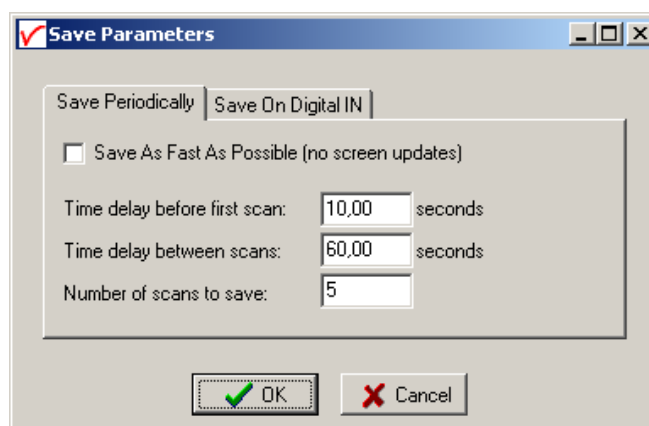 Save Parameters
Save Periodically Save On Digital IN
Save As Fast As Possible (no screen updates)
Time delay before first scan: 10,00 seconds
Time delay between scans: 60,00 seconds
Number of scans to save: 5
OK Cancel